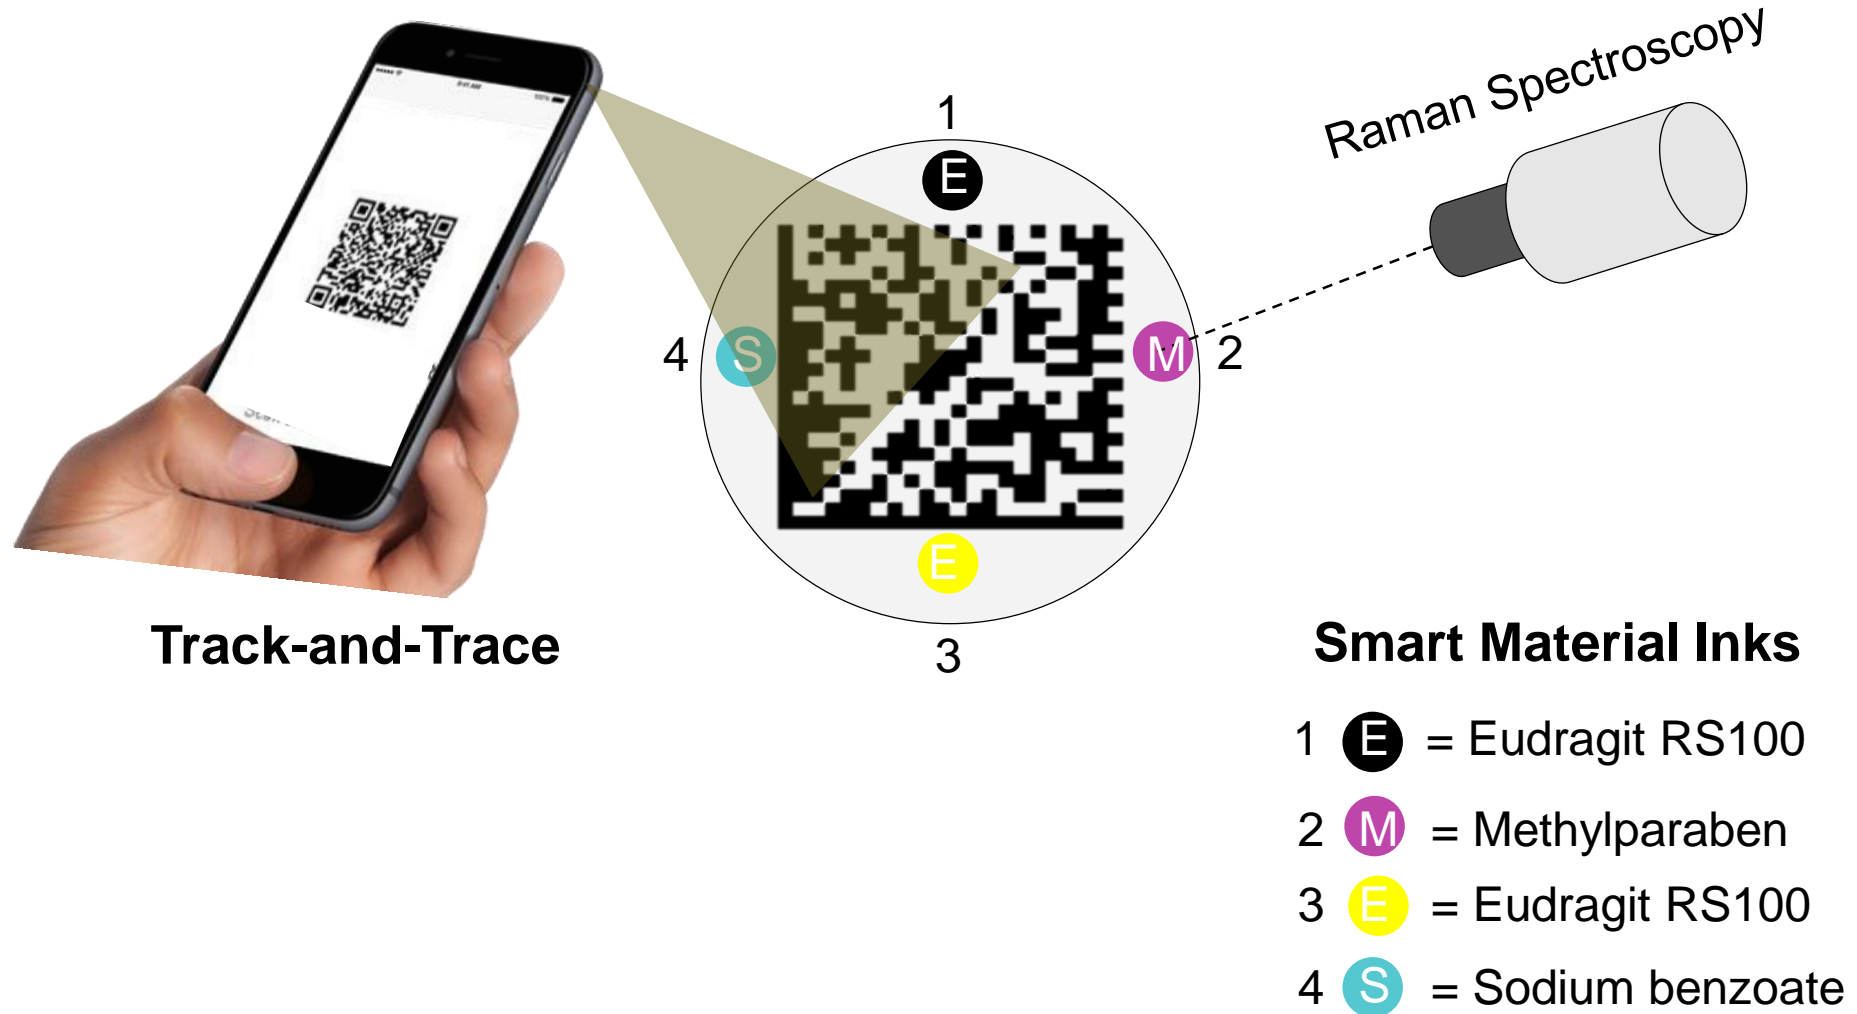 Raman Spectroscopy
1
E
4
S
M
2
E
3
Track-and-Trace
Smart Material Inks
1 E = Eudragit RS100
2 M = Methylparaben
3 E = Eudragit RS100
4 S = Sodium benzoate